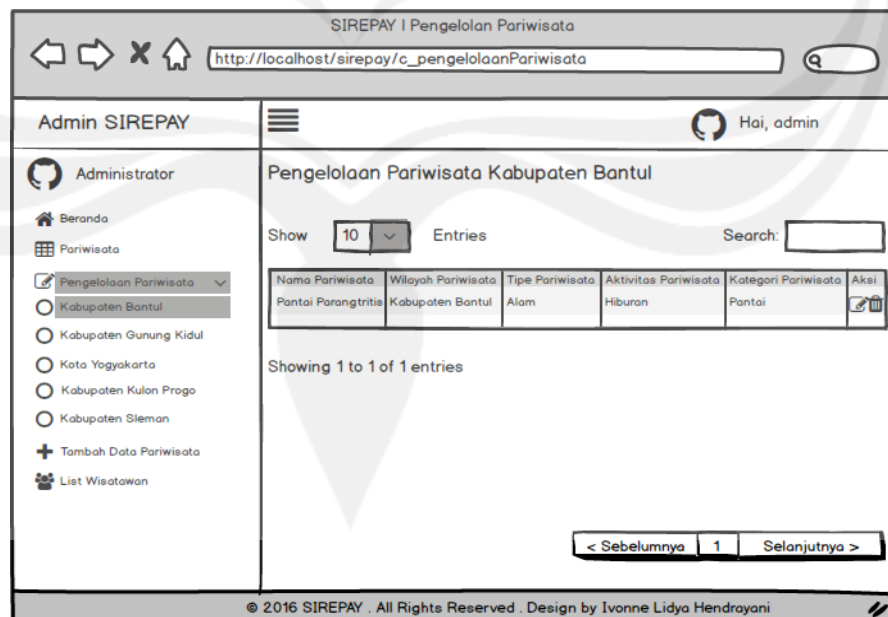 SIREPAY | Pengelolan Pariwisata
http://localhost/sirepay/c_pengelolaanPariwisata
Admin SIREPAY
Hai, admin
Administrator
Beranda
Pariwisata
Pengelolaan Pariwisata
Kabupaten Bantul
Kabupaten Gunung Kidul
Kota Yogyakarta
Kabupaten Kulon Progo
Kabupaten Sleman
Tambah Data Pariwisata
List Wisatawan
Pengelolaan Pariwisata Kabupaten Bantul
Show 10 Entries Search:
Nama Pariwisata Wilayah Pariwisata Tipe Pariwisata Aktivitas Pariwisata Kategori Pariwisata Aksi
Pantai Parangtritis Kabupaten Bantul Alam Hiburan Pantai
Showing 1 to 1 of 1 entries
< Sebelumnya 1 Selanjutnya >
© 2016 SIREPAY . All Rights Reserved . Design by Ivonne Lidya Hendrayani